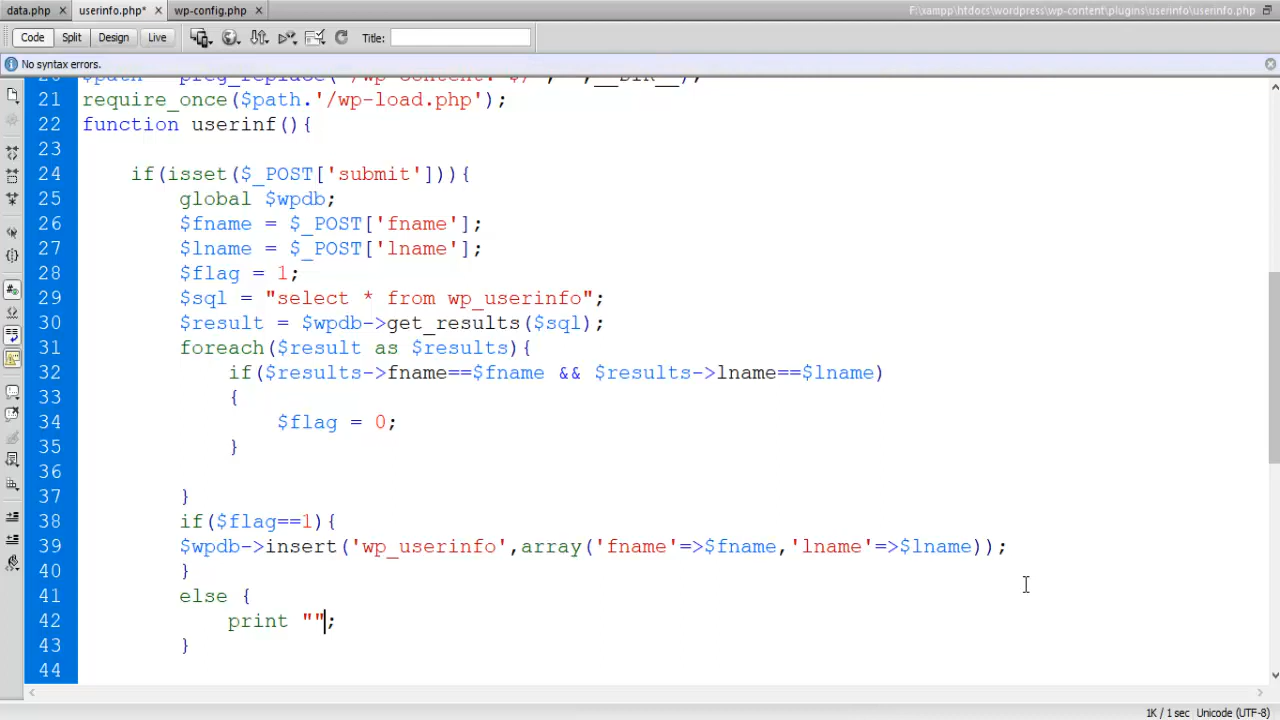 data.php userinfo.php* wp-config.php F:\xampp\htdocs\wordpress\wp-content\plugins\userinfo\userinfo.php
Code Split Design Live Title:
No syntax errors.
21 require_once($path.'/wp-load.php');
22 function userinf(){
23
24 if(isset($_POST['submit'])){
25 global $wpdb;
26 $fname = $_POST['fname'];
27 $lname = $_POST['lname'];
28 $flag = 1;
29 $sql = "select * from wp_userinfo";
30 $result = $wpdb->get_results($sql);
31 foreach($result as $results){
32 if($results->fname==$fname && $results->lname==$lname)
33 {
34 $flag = 0;
35 }
36
37 }
38 if($flag==1){
39 $wpdb->insert('wp_userinfo',array('fname'=>$fname,'lname'=>$lname));
40 }
41 else {
42 print "";
43 }
44
1K / 1 sec Unicode (UTF-8)